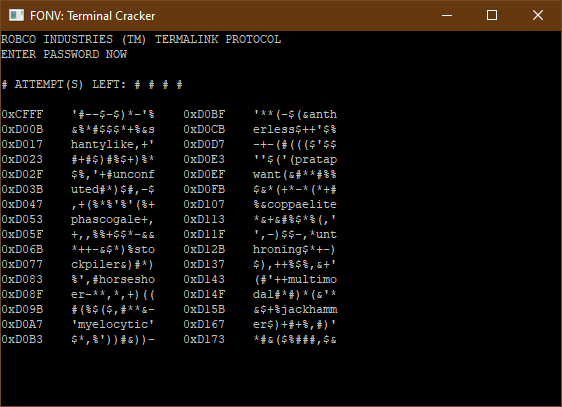 FONV: Terminal Cracker
ROBCO INDUSTRIES (TM) TERMALINK PROTOCOL
ENTER PASSWORD NOW
# ATTEMPT(S) LEFT: # # # #
0xCFFF '#--$-$)*-'% 0xD0BF '**(-$(&anth
0xD00B &%*#$$$*+%&s 0xD0CB erless$++'$%
0xD017 hantylike,+' 0xD0D7 -+-(#((($'$$
0xD023 #+#$)#%$+)%* 0xD0E3 ''$('(pratap
0xD02F $%,'+#unconf 0xD0EF want(&#**#%%
0xD03B uted#*)$#,-$ 0xD0FB $&*(+*-*(*+#
0xD047 ,+(%*%'%'(%+ 0xD107 %&coppaelite
0xD053 phascogale+, 0xD113 *&+&#%$*%(,'
0xD05F +,,%%+$$*-&& 0xD11F ',-)$$-,*unt
0xD06B *++-&$*)%sto 0xD12B hroning$*+-)
0xD077 ckpiler&)#*) 0xD137 $),++%$%,&+'
0xD083 %',#horsesho 0xD143 (#'++multimo
0xD08F er-**,*,+)(( 0xD14F dal#*#)*(&'*
0xD09B #(%$($,#**&- 0xD15B &$+%jackhamm
0xD0A7 'myelocytic' 0xD167 er$)+#+%,#)'
0xD0B3 $*,%'))#&))- 0xD173 *#&($%###,$&